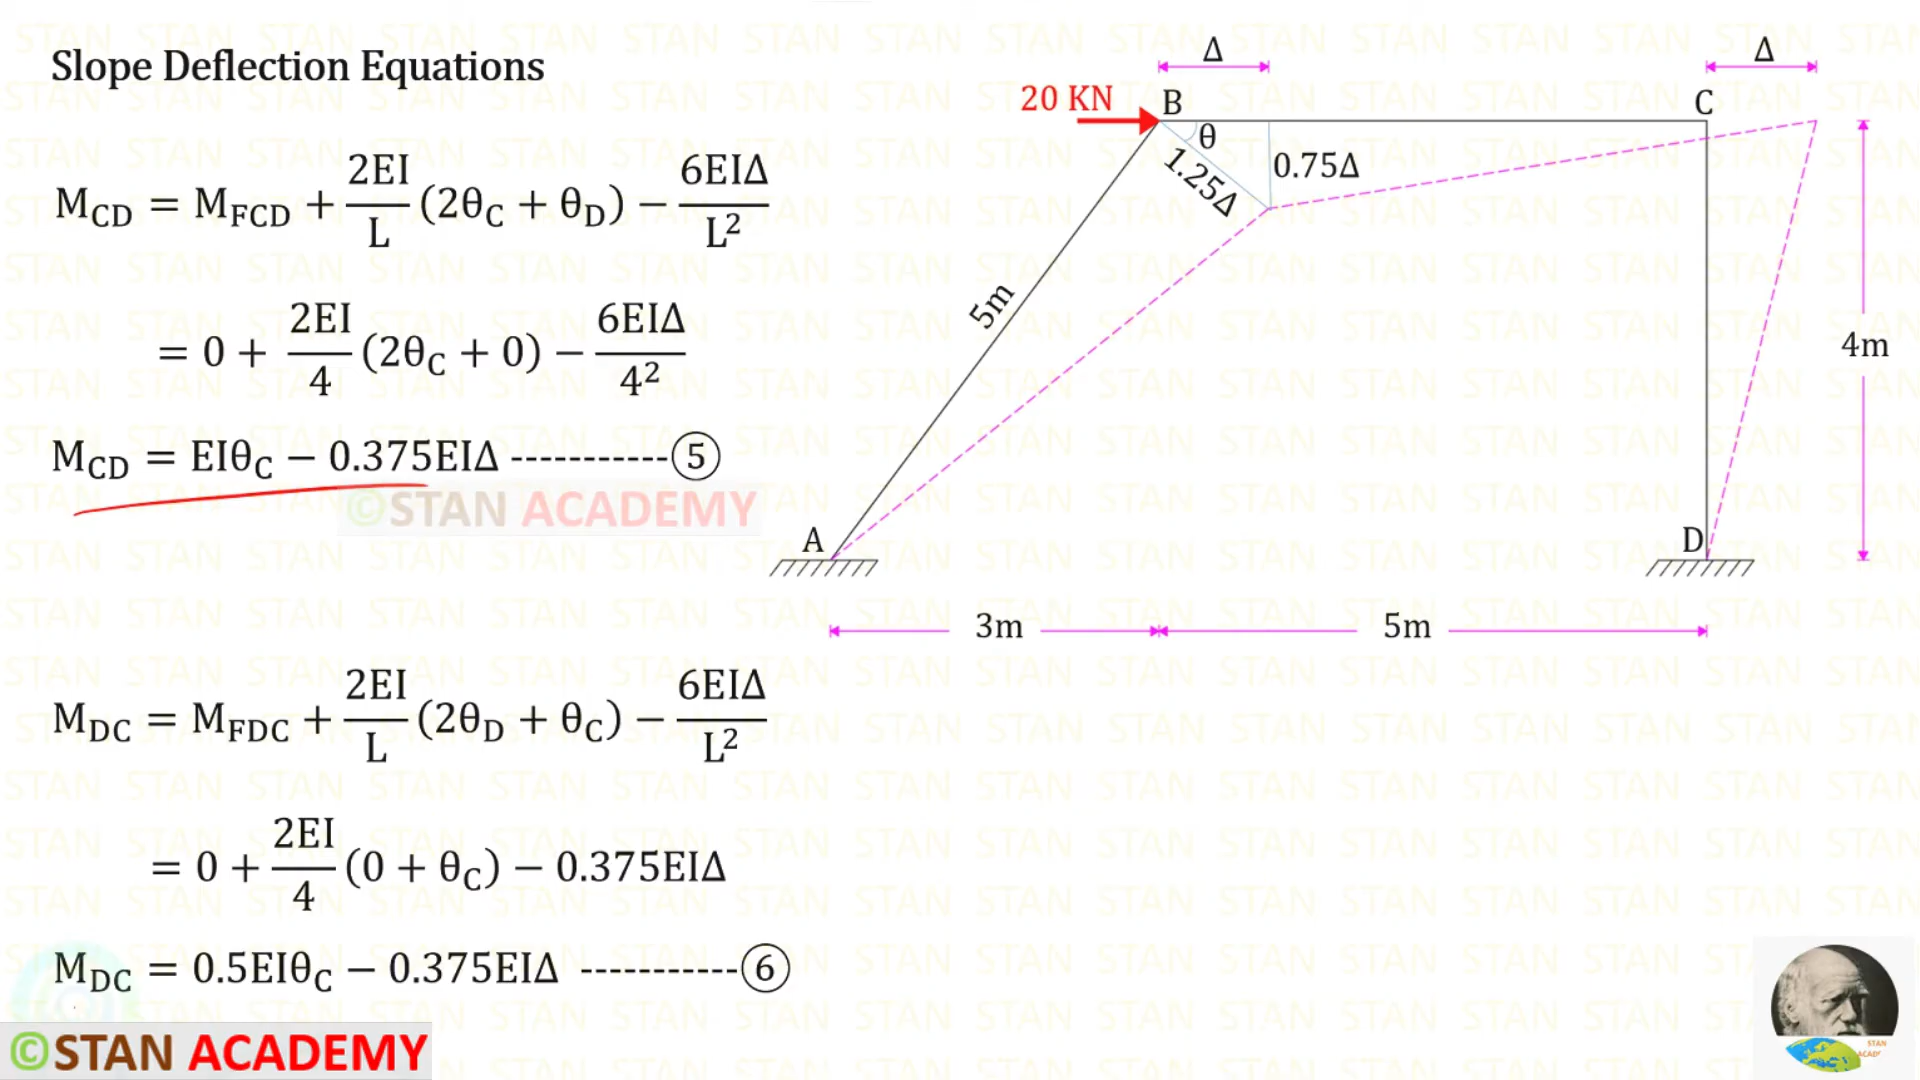 Slope Deflection Equations
M_CD = M_FCD + 2EI/L (2θ_C + θ_D) − 6EIΔ/L²
= 0 + 2EI/4 (2θ_C + 0) − 6EIΔ/4²
M_CD = EIθ_C − 0.375EIΔ -----------⑤
©STAN ACADEMY
M_DC = M_FDC + 2EI/L (2θ_D + θ_C) − 6EIΔ/L²
= 0 + 2EI/4 (0 + θ_C) − 0.375EIΔ
M_DC = 0.5EIθ_C − 0.375EIΔ -----------⑥
©STAN ACADEMY
Δ
Δ
20 KN
B
C
θ
1.25Δ
0.75Δ
5m
4m
A
D
3m
5m
STAN